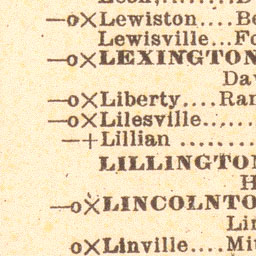 —o×Lewiston....Be
Lewisville...Fo
—o×LEXINGTON
Dav
—o×Liberty....Ran
—o×Lilesville.....
—+Lillian .......
LILLINGTON
H
—o×LINCOLNTO
Lin
o×Linville....Mit